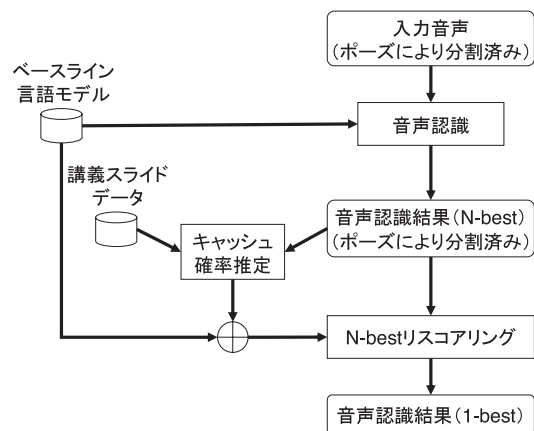 入力音声
(ポーズにより分割済み)
ベースライン
言語モデル
音声認識
講義スライド
データ
音声認識結果(N-best)
(ポーズにより分割済み)
キャッシュ
確率推定
N-bestリスコアリング
音声認識結果(1-best)